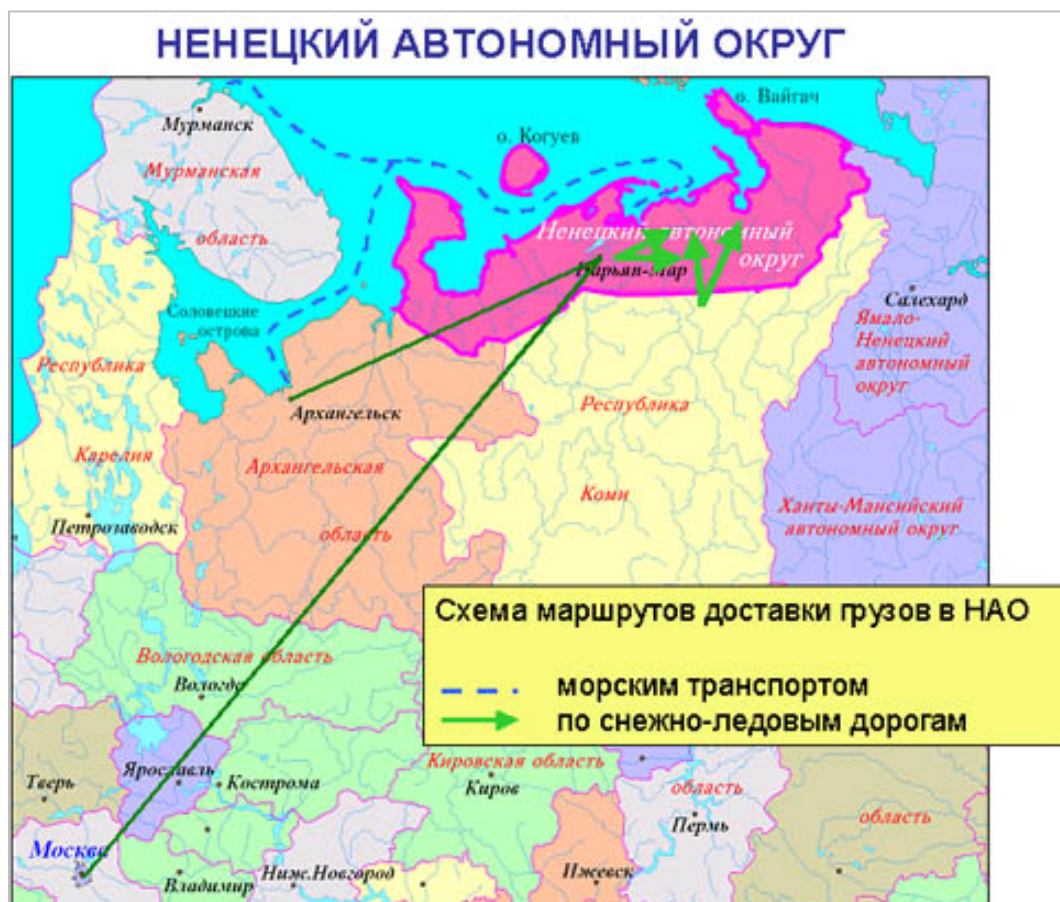 НЕНЕЦКИЙ АВТОНОМНЫЙ ОКРУГ
о. Вайгач
Мурманск
о. Когуев
Мурманская
область
Ненецкий автономный
округ
Нарьян-Мар
Салехард
Соловецкие
острова
Ямало-
Ненецкий
автономный
округ
Республика
Архангельск
Республика
Карелия
Архангельская
Коми
Ханты-Мансийский
автономный округ
Петрозаводск
область
Схема маршрутов доставки грузов в НАО
морским транспортом
по снежно-ледовым дорогам
Вологодская область
Вологда
Ярославль
Кострома
Кировская область
Киров
Тверь
область
Пермь
область
Москва
Владимир
Ниж.Новгород
Ижевск